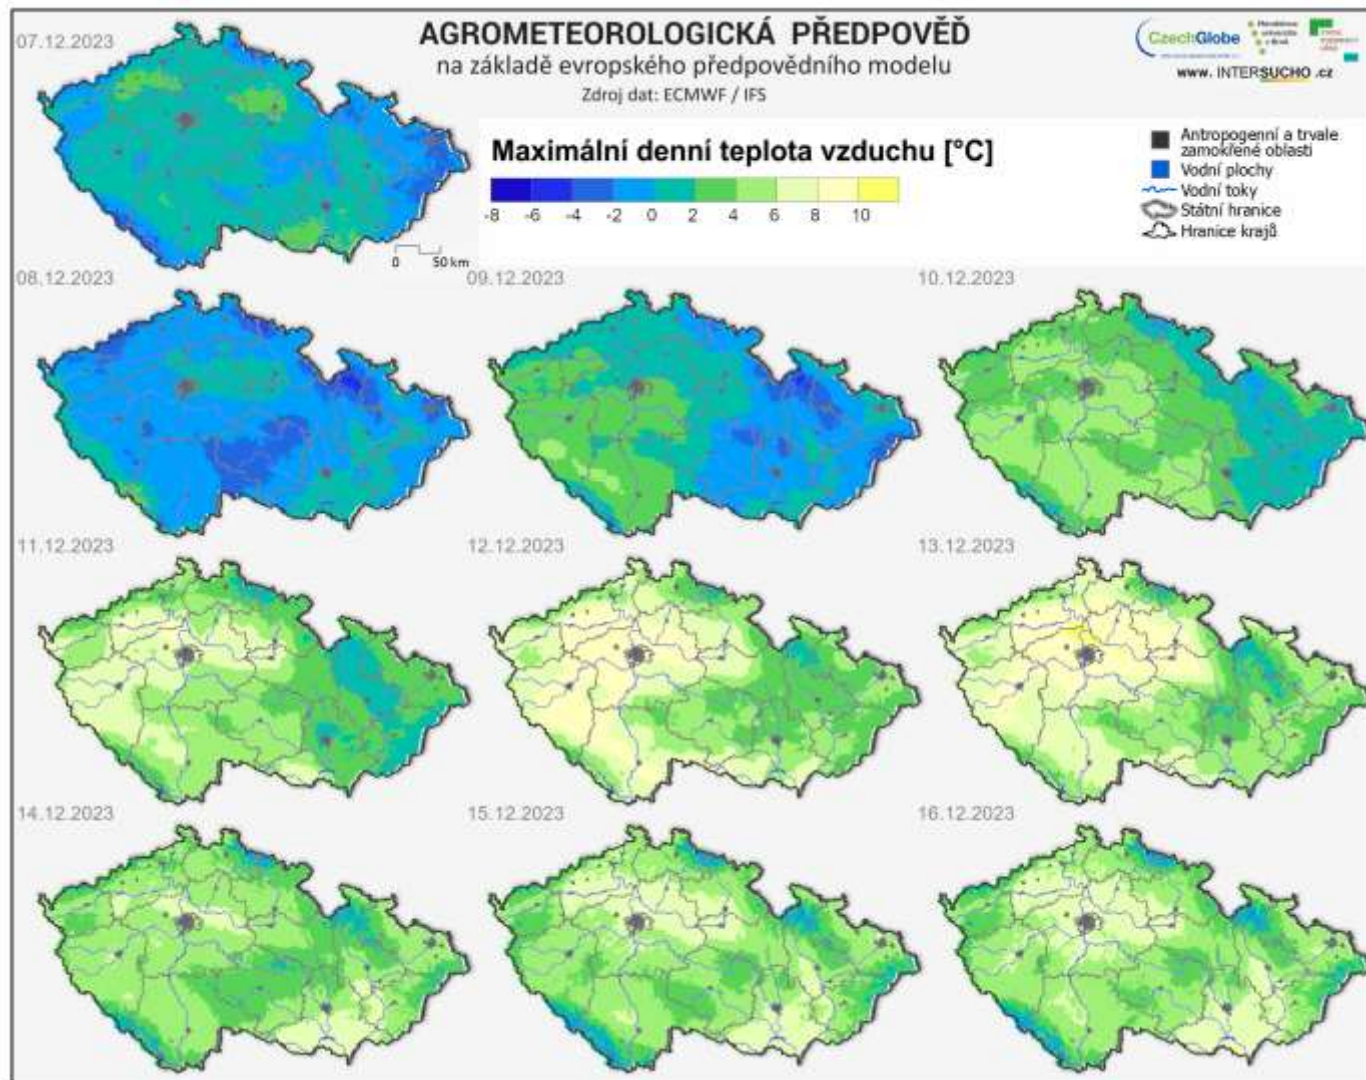 07.12.2023
AGROMETEOROLOGICKÁ PŘEDPOVĚĎ
na základě evropského předpovědního modelu
Zdroj dat: ECMWF / IFS
CzechGlobe
www. INTERSUCHO .cz
Maximální denní teplota vzduchu [°C]
-8 -6 -4 -2 0 2 4 6 8 10
Antropogenní a trvale
zamokřené oblasti
Vodní plochy
Vodní toky
Státní hranice
Hranice krajů
0 50 km
08.12.2023
09.12.2023
10.12.2023
11.12.2023
12.12.2023
13.12.2023
14.12.2023
15.12.2023
16.12.2023